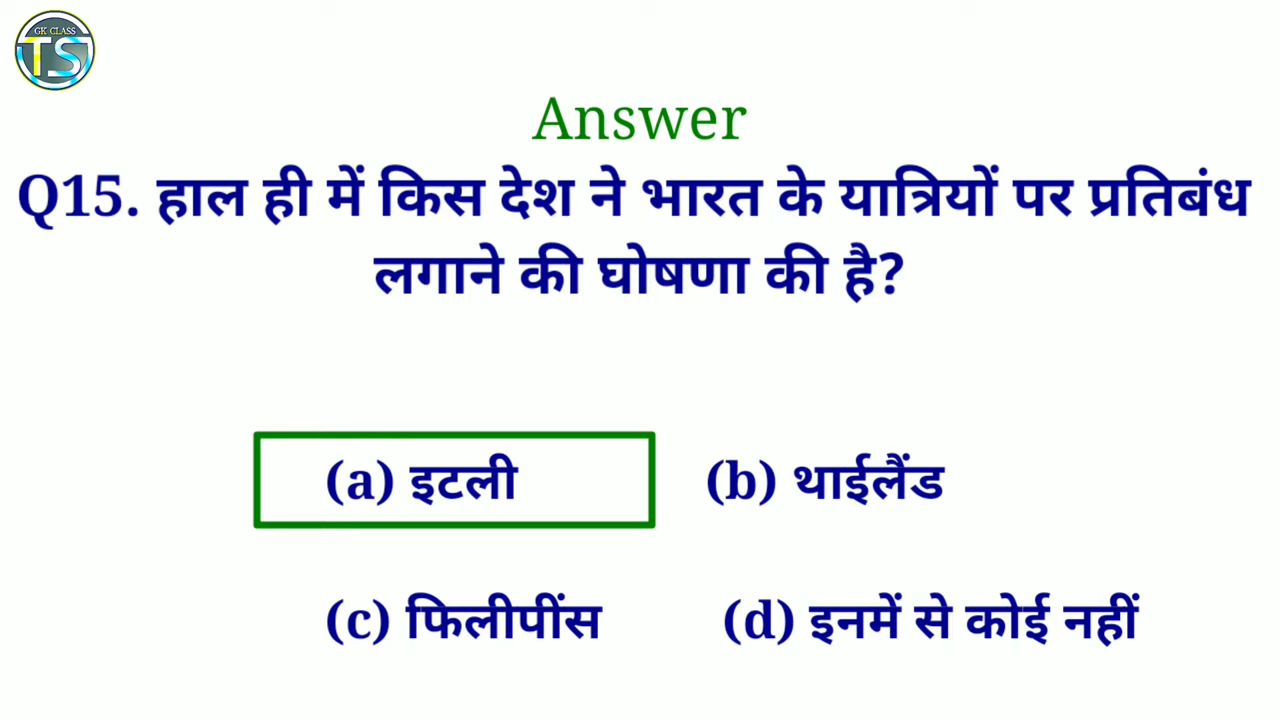 GK CLASS
TS
Answer
Q15. हाल ही में किस देश ने भारत के यात्रियों पर प्रतिबंध
लगाने की घोषणा की है?
(a) इटली (b) थाईलैंड
(c) फिलीपींस (d) इनमें से कोई नहीं